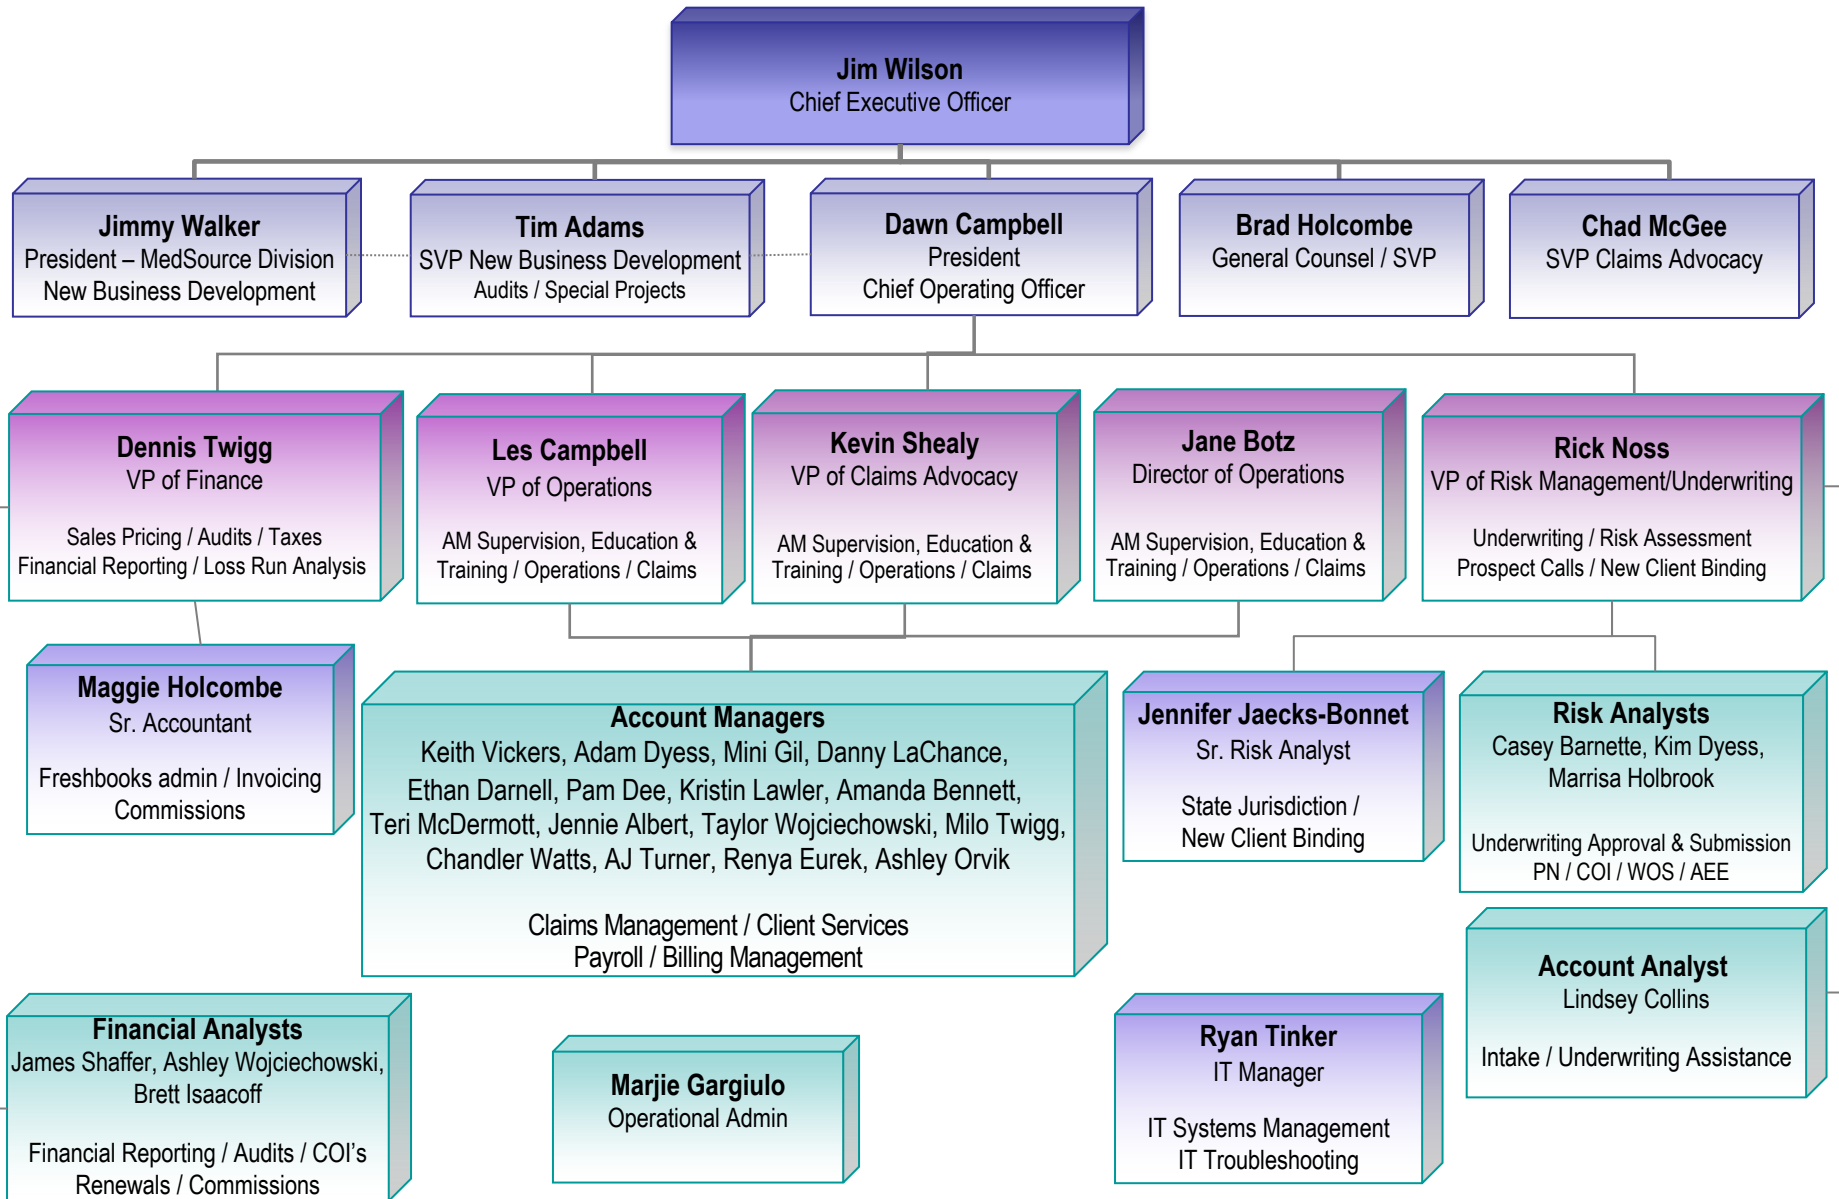 Jim Wilson
Chief Executive Officer
Jimmy Walker
President – MedSource Division
New Business Development
Tim Adams
SVP New Business Development
Audits / Special Projects
Dawn Campbell
President
Chief Operating Officer
Brad Holcombe
General Counsel / SVP
Chad McGee
SVP Claims Advocacy
Dennis Twigg
VP of Finance
Sales Pricing / Audits / Taxes
Financial Reporting / Loss Run Analysis
Les Campbell
VP of Operations
AM Supervision, Education &
Training / Operations / Claims
Kevin Shealy
VP of Claims Advocacy
AM Supervision, Education &
Training / Operations / Claims
Jane Botz
Director of Operations
AM Supervision, Education &
Training / Operations / Claims
Rick Noss
VP of Risk Management/Underwriting
Underwriting / Risk Assessment
Prospect Calls / New Client Binding
Maggie Holcombe
Sr. Accountant
Freshbooks admin / Invoicing
Commissions
Account Managers
Keith Vickers, Adam Dyess, Mini Gil, Danny LaChance,
Ethan Darnell, Pam Dee, Kristin Lawler, Amanda Bennett,
Teri McDermott, Jennie Albert, Taylor Wojciechowski, Milo Twigg,
Chandler Watts, AJ Turner, Renya Eurek, Ashley Orvik
Claims Management / Client Services
Payroll / Billing Management
Jennifer Jaecks-Bonnet
Sr. Risk Analyst
State Jurisdiction /
New Client Binding
Risk Analysts
Casey Barnette, Kim Dyess,
Marrisa Holbrook
Underwriting Approval & Submission
PN / COI / WOS / AEE
Account Analyst
Lindsey Collins
Intake / Underwriting Assistance
Financial Analysts
James Shaffer, Ashley Wojciechowski,
Brett Isaacoff
Financial Reporting / Audits / COI’s
Renewals / Commissions
Marjie Gargiulo
Operational Admin
Ryan Tinker
IT Manager
IT Systems Management
IT Troubleshooting